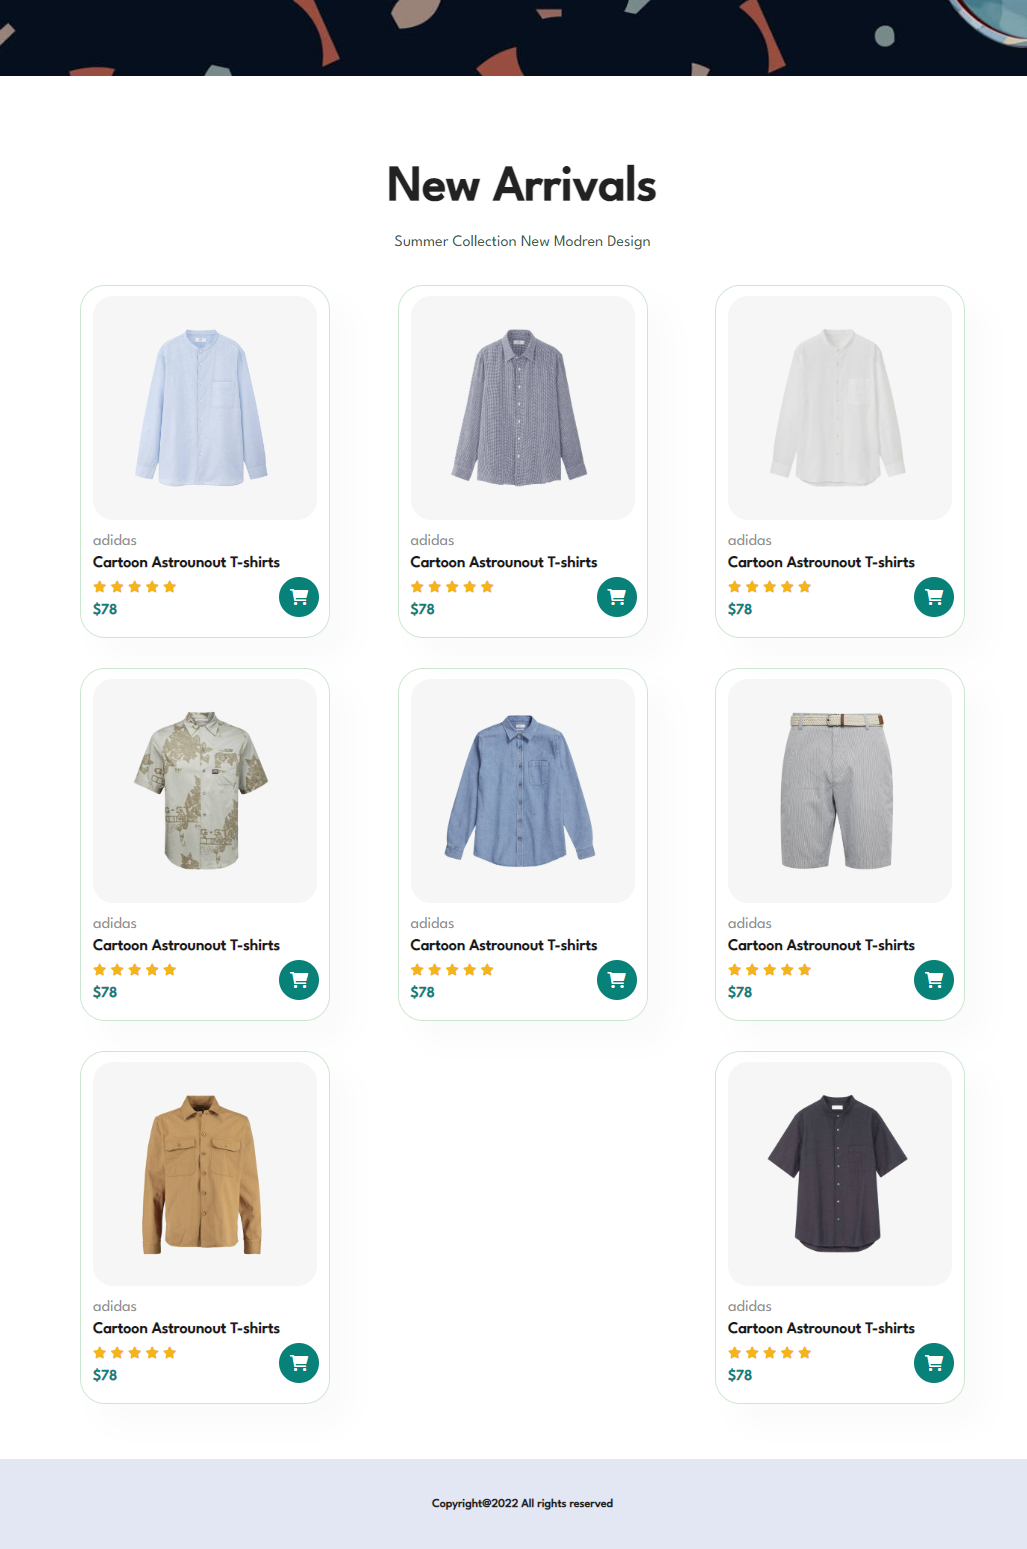 New Arrivals
Summer Collection New Modren Design
adidas
Cartoon Astrounout T-shirts
$78
adidas
Cartoon Astrounout T-shirts
$78
adidas
Cartoon Astrounout T-shirts
$78
adidas
Cartoon Astrounout T-shirts
$78
adidas
Cartoon Astrounout T-shirts
$78
adidas
Cartoon Astrounout T-shirts
$78
adidas
Cartoon Astrounout T-shirts
$78
adidas
Cartoon Astrounout T-shirts
$78
Copyright@2022 All rights reserved